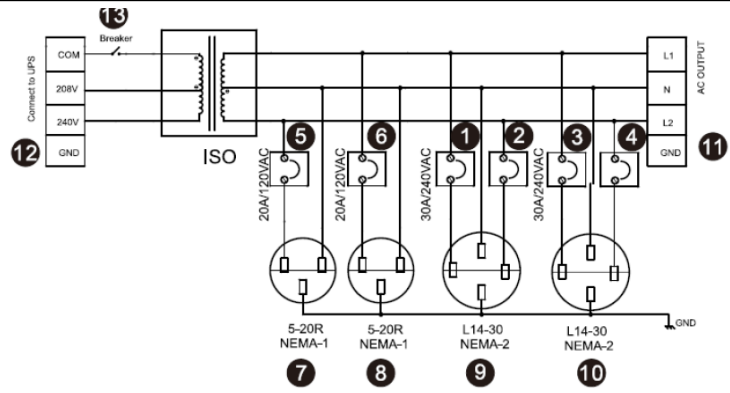 13
Breaker
Connect to UPS
COM
208V
240V
GND
12
ISO
L1
N
L2
GND
AC OUTPUT
11
5
6
1
2
3
4
20A/120VAC
20A/120VAC
30A/240VAC
30A/240VAC
GND
5-20R
NEMA-1
5-20R
NEMA-1
L14-30
NEMA-2
L14-30
NEMA-2
7
8
9
10